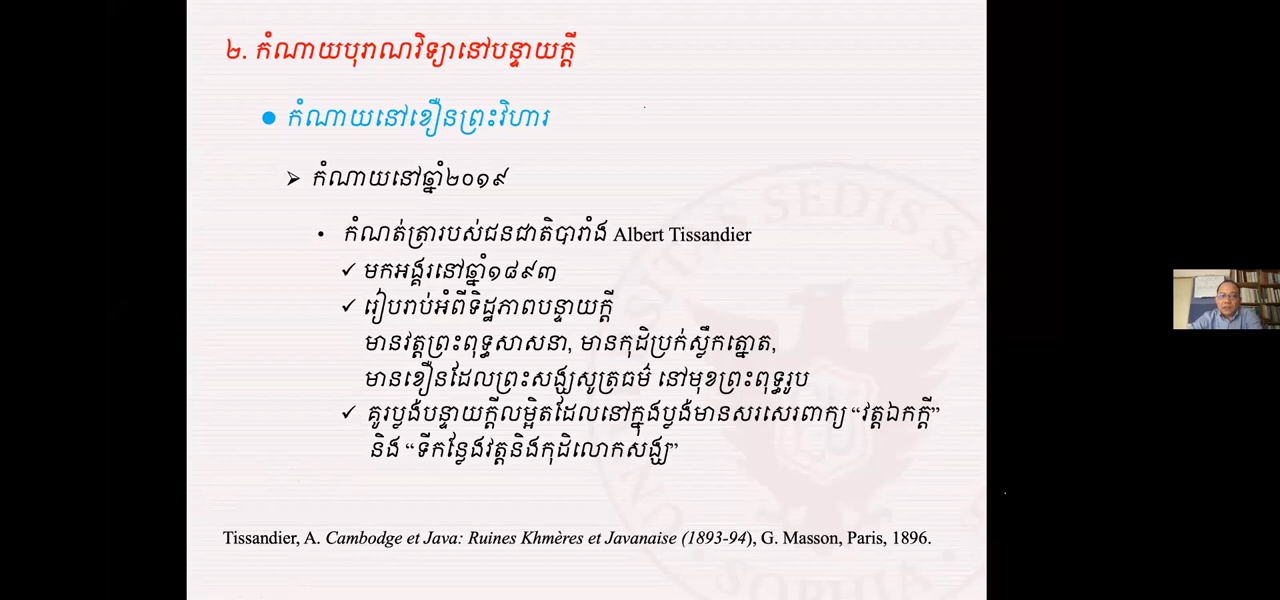 ២. កំណាយបុរាណវិទ្យានៅបន្ទាយក្ដី
● កំណាយនៅខឿនព្រះវិហារ
➢ កំណាយនៅឆ្នាំ២០១៩
• កំណត់ត្រារបស់ជនជាតិបារាំង Albert Tissandier
✓ មកអង្គរនៅឆ្នាំ១៨៩៣
✓ រៀបរាប់អំពីទិដ្ឋភាពបន្ទាយក្ដី
មានវត្តព្រះពុទ្ធសាសនា, មានកុដិប្រក់ស្លឹកត្នោត,
មានខឿនដែលព្រះសង្ឃសូត្រធម៌ នៅមុខព្រះពុទ្ធរូប
✓ គូរប្លង់បន្ទាយក្ដីលម្អិតដែលនៅក្នុងប្លង់មានសរសេរពាក្យ “វត្តឯកក្ដី”
និង “ទីកន្លែងវត្តនិងកុដិលោកសង្ឃ”
Tissandier, A. Cambodge et Java: Ruines Khmères et Javanaise (1893-94), G. Masson, Paris, 1896.
SEDIS
SOPHIA